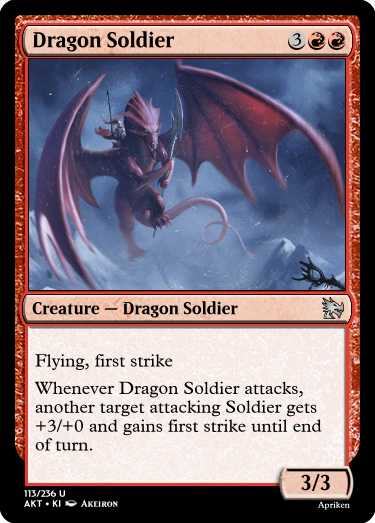 Dragon Soldier 3
Creature — Dragon Soldier
Flying, first strike
Whenever Dragon Soldier attacks,
another target attacking Soldier gets
+3/+0 and gains first strike until end
of turn.
3/3
113/236 U
AKT • KI Akeiron
Apriken